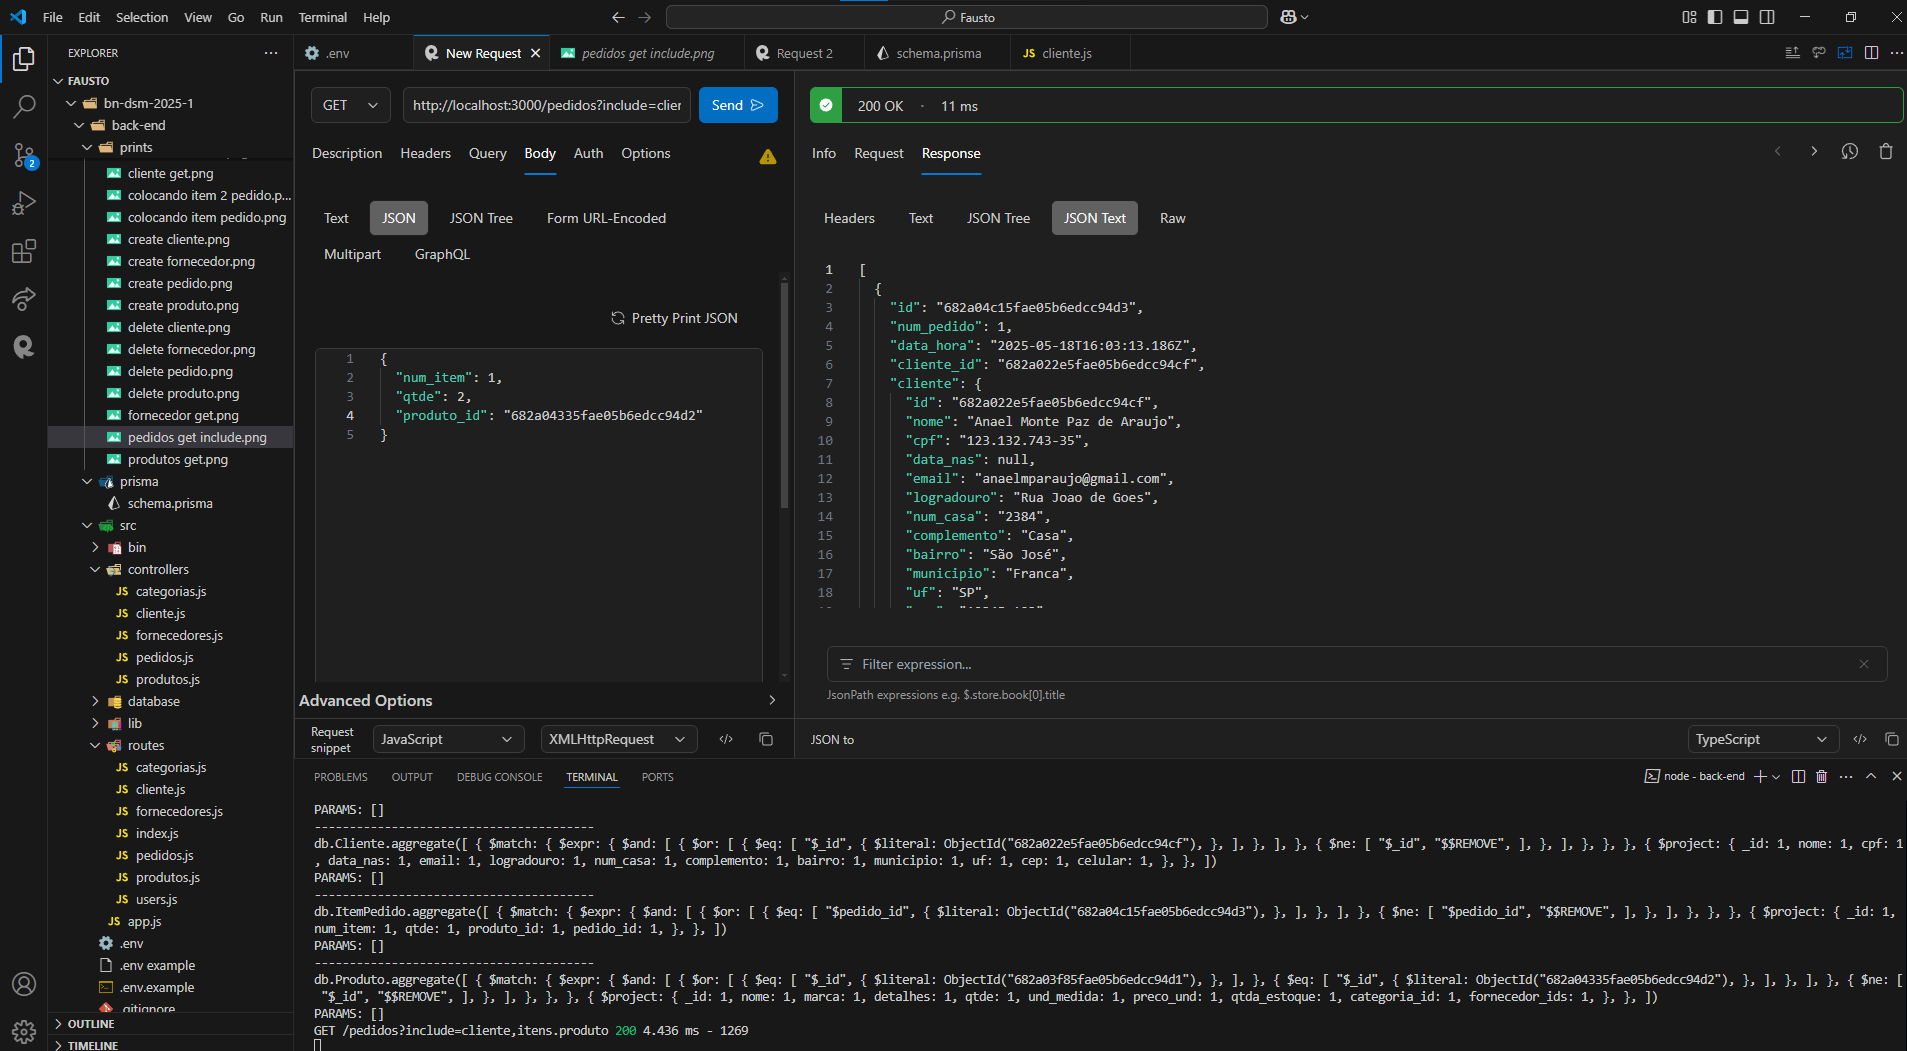 File Edit Selection View Go Run Terminal Help
Fausto
EXPLORER
FAUSTO
bn-dsm-2025-1
back-end
prints
cliente get.png
colocando item 2 pedido.p...
colocando item pedido.png
create cliente.png
create fornecedor.png
create pedido.png
create produto.png
delete cliente.png
delete fornecedor.png
delete pedido.png
delete produto.png
fornecedor get.png
pedidos get include.png
produtos get.png
prisma
schema.prisma
src
bin
controllers
JS categorias.js
JS cliente.js
JS fornecedores.js
JS pedidos.js
JS produtos.js
database
lib
routes
JS categorias.js
JS cliente.js
JS fornecedores.js
JS index.js
JS pedidos.js
JS produtos.js
JS users.js
JS app.js
.env
.env example
.env.example
.gitignore
OUTLINE
TIMELINE
2
.env
New Request
pedidos get include.png
Request 2
schema.prisma
JS cliente.js
GET
http://localhost:3000/pedidos?include=clier
Send
Description Headers Query Body Auth Options
Text JSON JSON Tree Form URL-Encoded
Multipart GraphQL
Pretty Print JSON
1 {
2 "num_item": 1,
3 "qtde": 2,
4 "produto_id": "682a04335fae05b6edcc94d2"
5 }
Advanced Options
Request snippet
JavaScript
XMLHttpRequest
200 OK · 11 ms
Info Request Response
Headers Text JSON Tree JSON Text Raw
1 [
2 {
3 "id": "682a04c15fae05b6edcc94d3",
4 "num_pedido": 1,
5 "data_hora": "2025-05-18T16:03:13.186Z",
6 "cliente_id": "682a022e5fae05b6edcc94cf",
7 "cliente": {
8 "id": "682a022e5fae05b6edcc94cf",
9 "nome": "Anael Monte Paz de Araujo",
10 "cpf": "123.132.743-35",
11 "data_nas": null,
12 "email": "anaelmparaujo@gmail.com",
13 "logradouro": "Rua Joao de Goes",
14 "num_casa": "2384",
15 "complemento": "Casa",
16 "bairro": "São José",
17 "municipio": "Franca",
18 "uf": "SP",
Filter expression...
JsonPath expressions e.g. $.store.book[0].title
JSON to
TypeScript
PROBLEMS OUTPUT DEBUG CONSOLE TERMINAL PORTS
node - back-end
PARAMS: []
----------------------------------------
db.Cliente.aggregate([ { $match: { $expr: { $and: [ { $or: [ { $eq: [ "$_id", { $literal: ObjectId("682a022e5fae05b6edcc94cf"), }, ], }, ], }, { $ne: [ "$_id", "$$REMOVE", ], }, ], }, }, }, { $project: { _id: 1, nome: 1, cpf: 1
, data_nas: 1, email: 1, logradouro: 1, num_casa: 1, complemento: 1, bairro: 1, municipio: 1, uf: 1, cep: 1, celular: 1, }, }, ])
PARAMS: []
----------------------------------------
db.ItemPedido.aggregate([ { $match: { $expr: { $and: [ { $or: [ { $eq: [ "$pedido_id", { $literal: ObjectId("682a04c15fae05b6edcc94d3"), }, ], }, ], }, { $ne: [ "$pedido_id", "$$REMOVE", ], }, ], }, }, }, { $project: { _id: 1,
num_item: 1, qtde: 1, produto_id: 1, pedido_id: 1, }, }, ])
PARAMS: []
----------------------------------------
db.Produto.aggregate([ { $match: { $expr: { $and: [ { $or: [ { $eq: [ "$_id", { $literal: ObjectId("682a03f85fae05b6edcc94d1"), }, ], }, { $eq: [ "$_id", { $literal: ObjectId("682a04335fae05b6edcc94d2"), }, ], }, ], }, { $ne: [
"$_id", "$$REMOVE", ], }, ], }, }, }, { $project: { _id: 1, nome: 1, marca: 1, detalhes: 1, qtde: 1, und_medida: 1, preco_und: 1, qtda_estoque: 1, categoria_id: 1, fornecedor_ids: 1, }, }, ])
PARAMS: []
GET /pedidos?include=cliente,itens.produto 200 4.436 ms - 1269